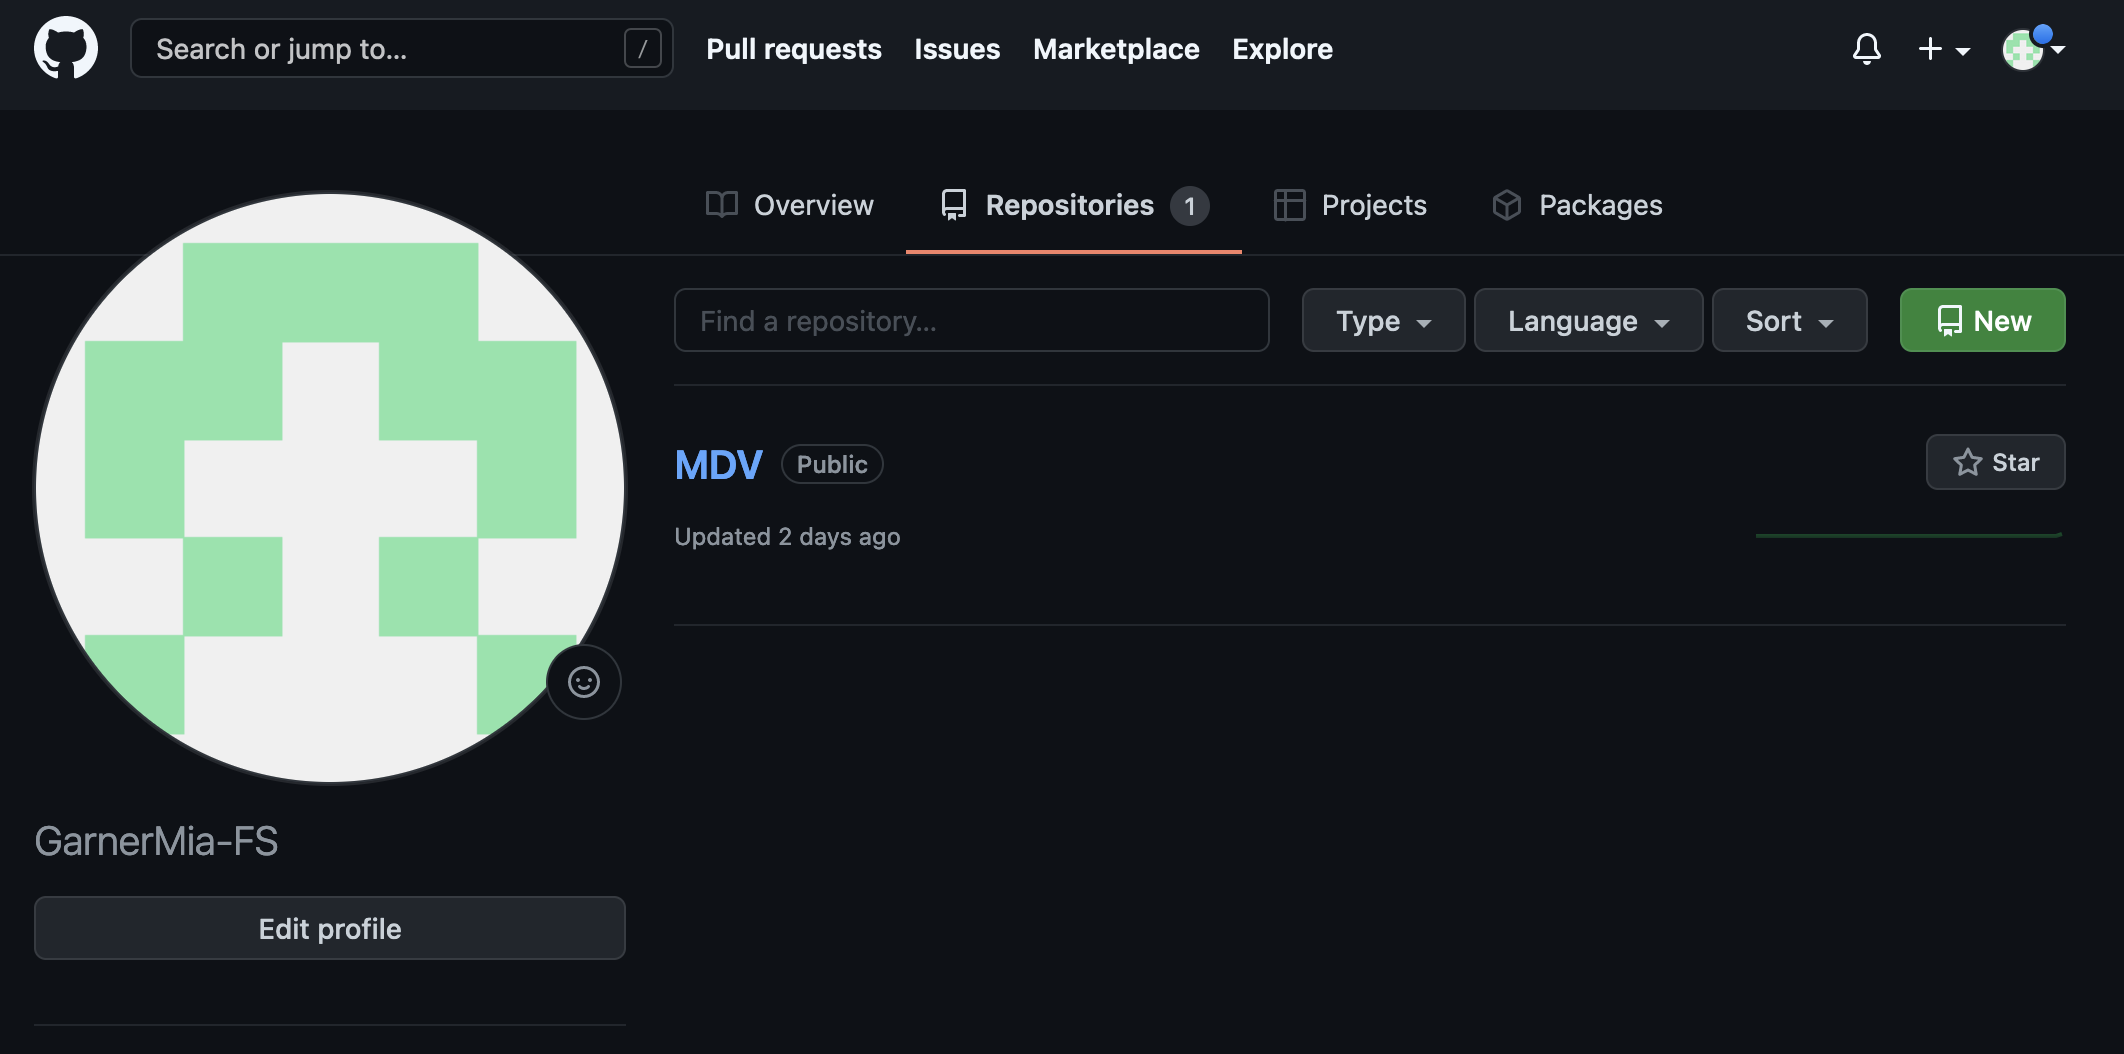 Search or jump to... / Pull requests Issues Marketplace Explore
Overview Repositories 1 Projects Packages
Find a repository... Type Language Sort New
MDV Public Star
Updated 2 days ago
GarnerMia-FS
Edit profile